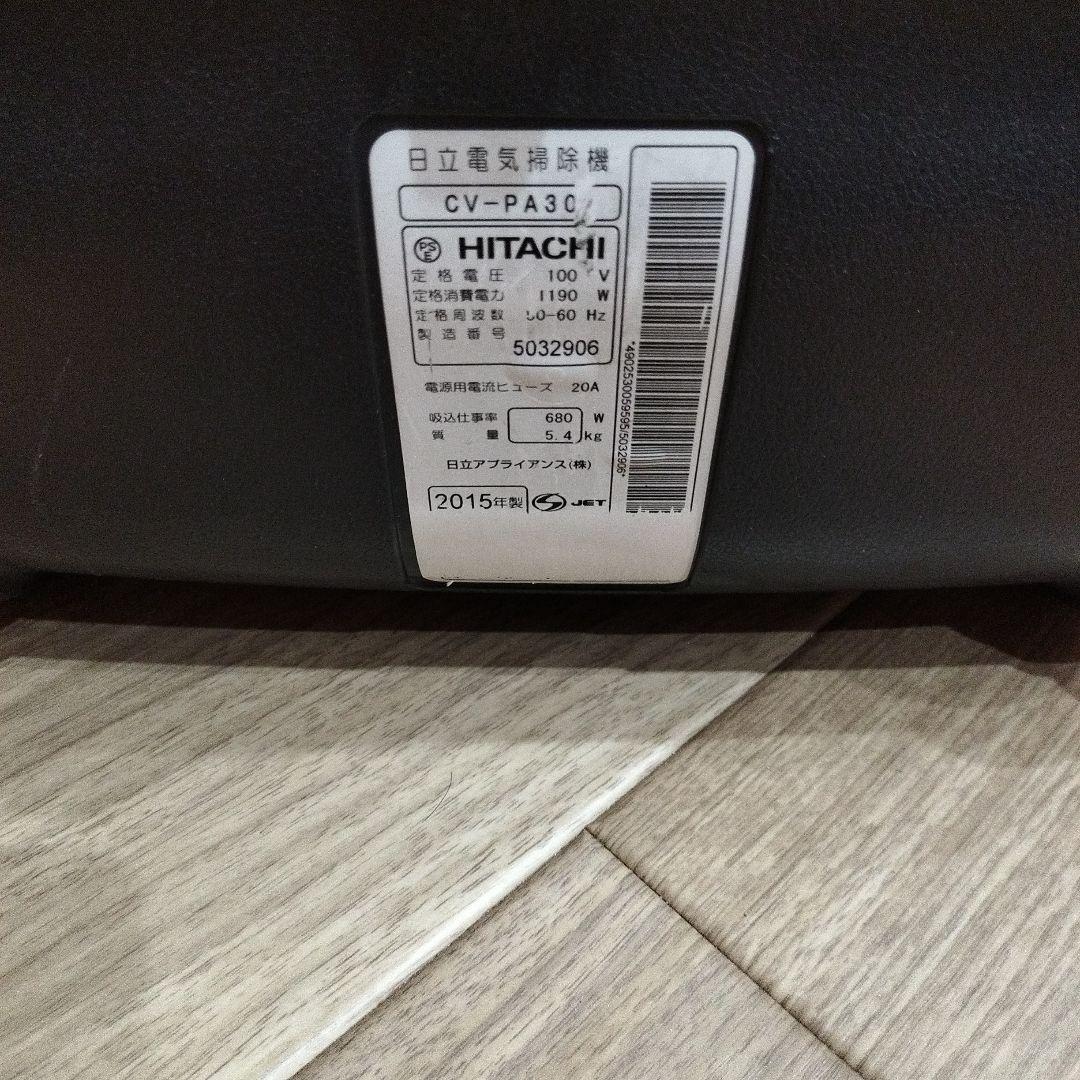 日立電気掃除機
CV-PA30
PSE HITACHI
定格電圧 100 V
定格消費電力 1190 W
定格周波数 50-60 Hz
製造番号 5032906
電源用電流ヒューズ 20A
吸込仕事率 680 W
質量 5.4 kg
日立アプライアンス(株)
2015年製 S JET
*4902530059595/5032906*